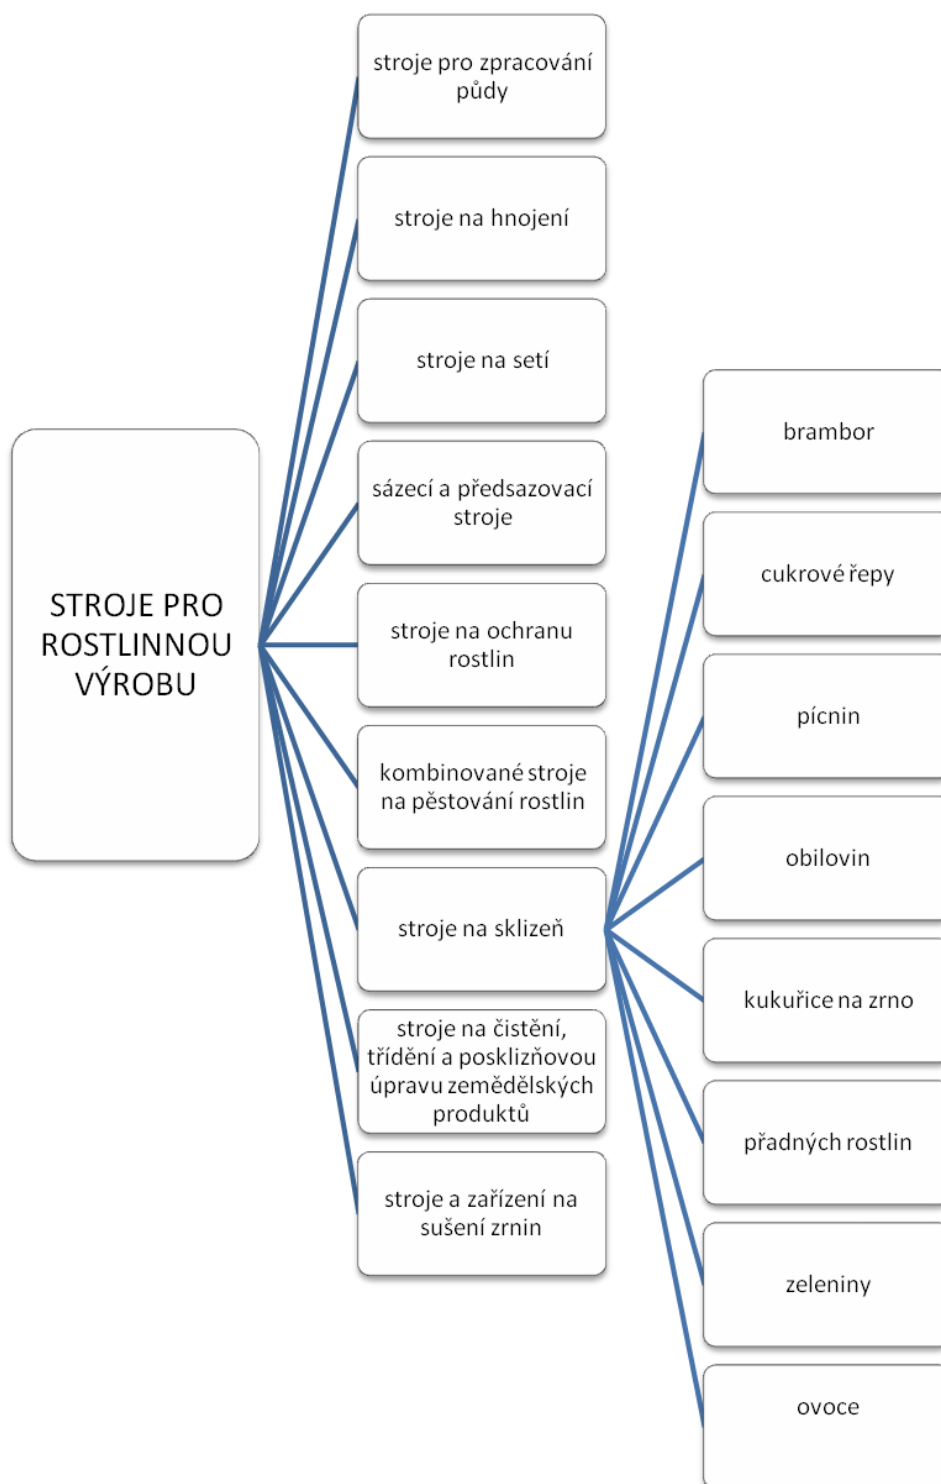 STROJE PRO
ROSTLINNOU
VÝROBU
stroje pro zpracování
půdy
stroje na hnojení
stroje na setí
sázecí a předsazovací
stroje
stroje na ochranu
rostlin
kombinované stroje
na pěstování rostlin
stroje na sklizeň
stroje na čistění,
třídění a posklizňovou
úpravu zemědělských
produktů
stroje a zařízení na
sušení zrnin
brambor
cukrové řepy
pícnin
obilovin
kukuřice na zrno
přadných rostlin
zeleniny
ovoce